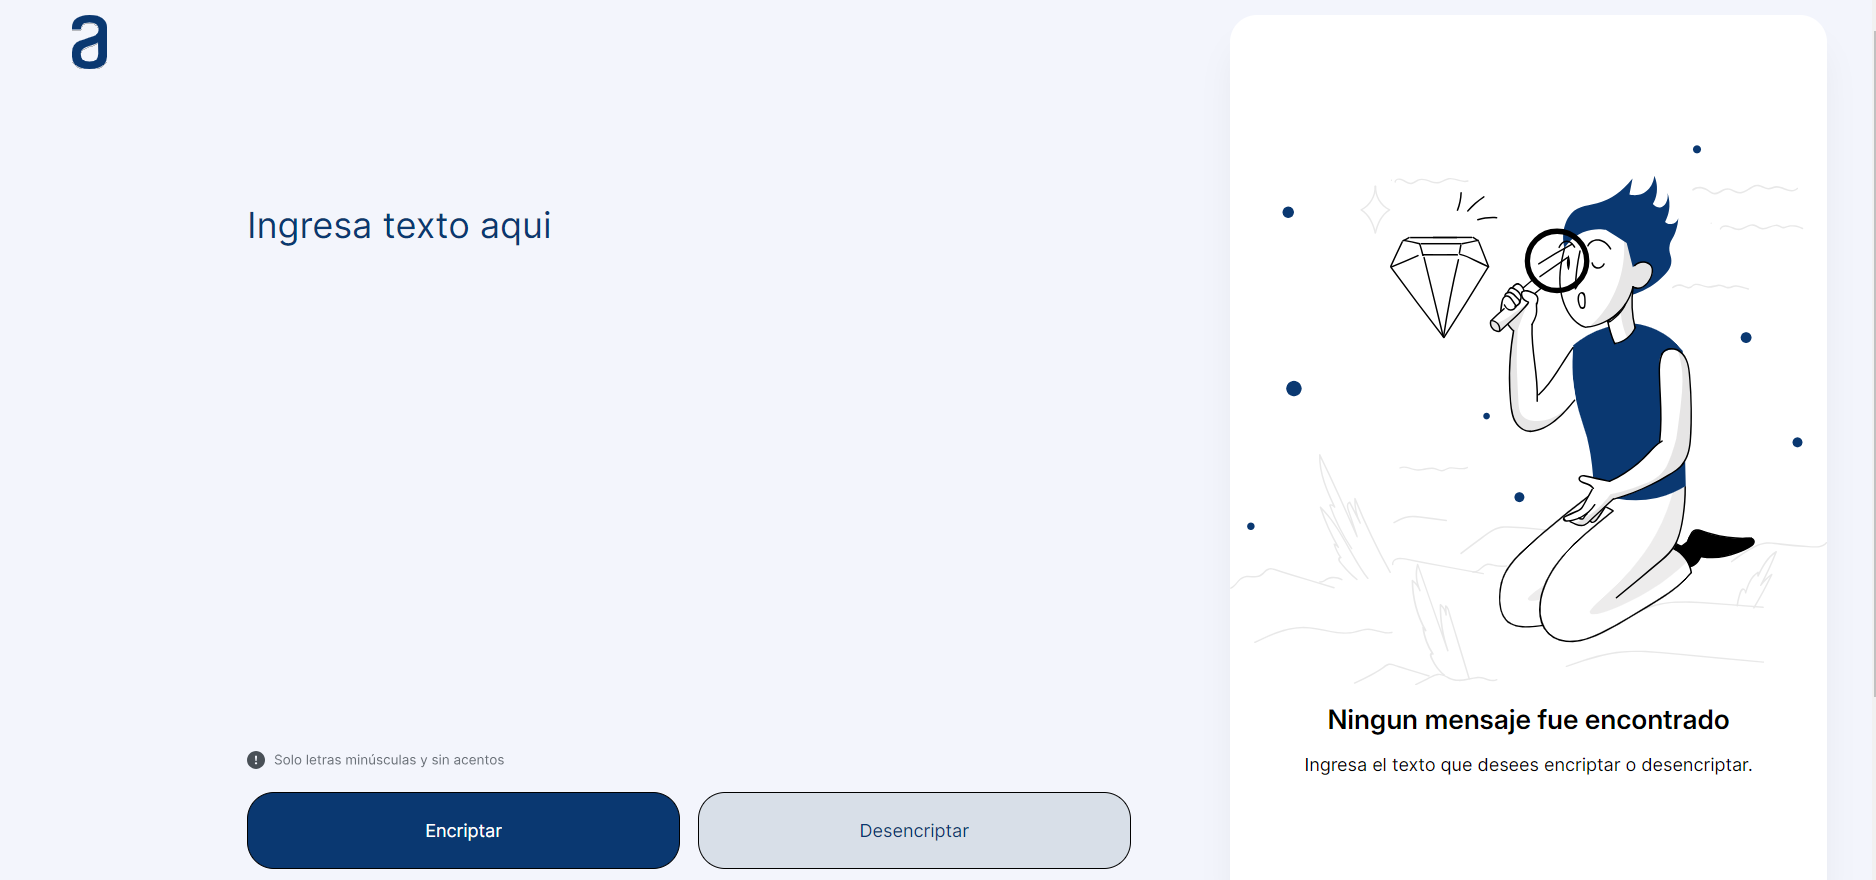 a
Ingresa texto aqui
Solo letras minúsculas y sin acentos
Encriptar
Desencriptar
Ningun mensaje fue encontrado
Ingresa el texto que desees encriptar o desencriptar.